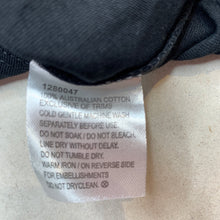 1280047
100% AUSTRALIAN COTTON
EXCLUSIVE OF TRIMS
COLD GENTLE MACHINE WASH
SEPARATELY BEFORE USE
DO NOT SOAK / DO NOT BLEACH.
LINE DRY WITHOUT DELAY.
DO NOT TUMBLE DRY.
WARM IRON / ON REVERSE SIDE
FOR EMBELLISHMENTS
DO NOT DRYCLEAN.